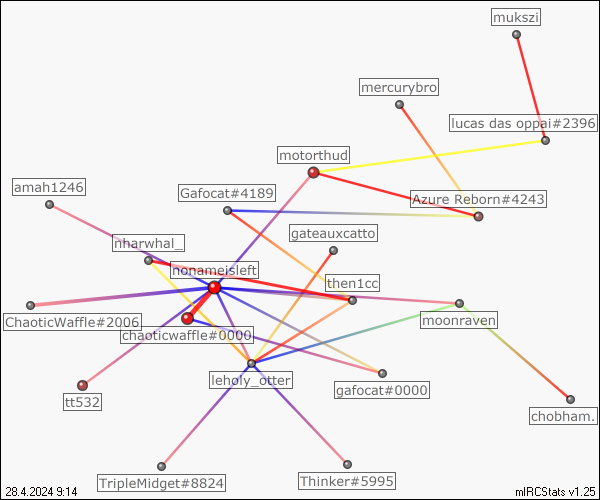 mukszi
mercurybro
lucas das oppai#2396
motorthud
amah1246
Gafocat#4189
Azure Reborn#4243
gateauxcatto
nharwhal_
nonameisleft
then1cc
ChaoticWaffle#2006
moonraven
chaoticwaffle#0000
leholy_otter
gafocat#0000
tt532
chobham.
TripleMidget#8824
Thinker#5995
28.4.2024 9:14
mIRCStats v1.25